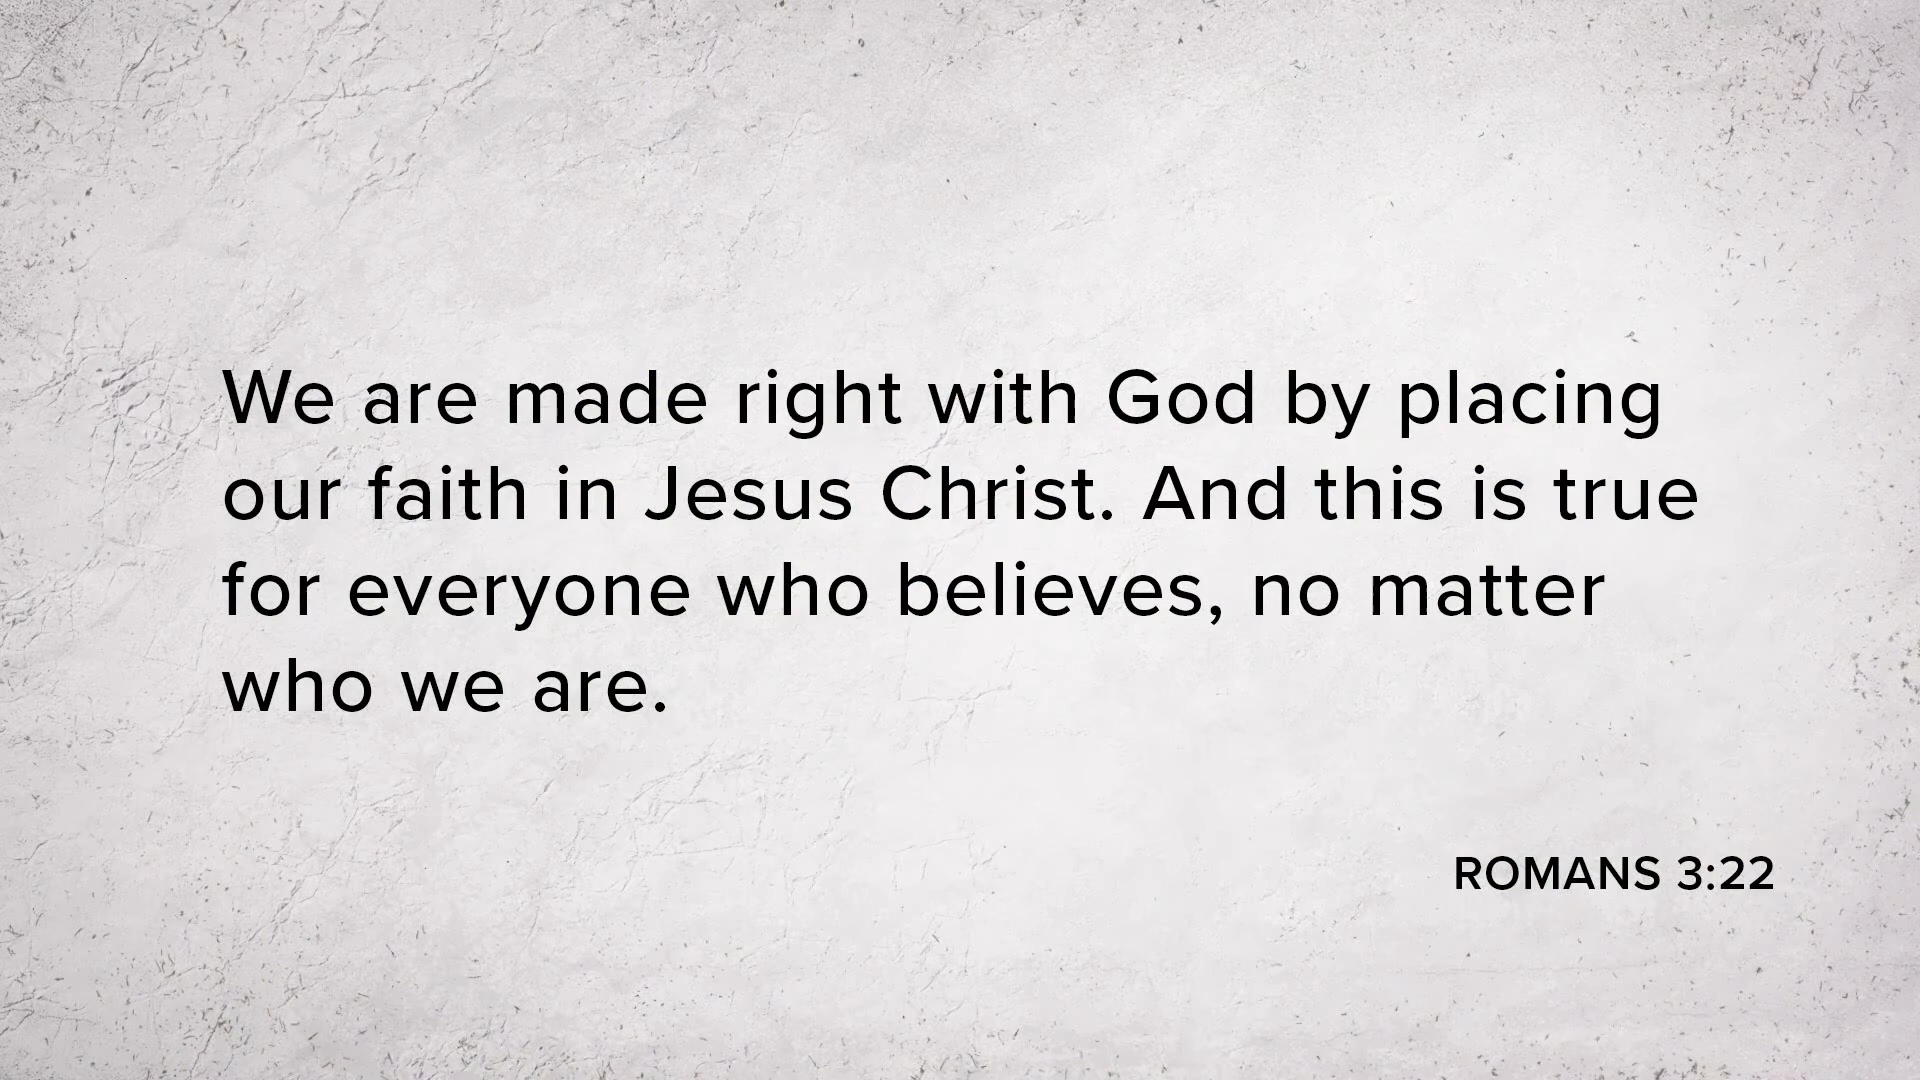 We are made right with God by placing
our faith in Jesus Christ. And this is true
for everyone who believes, no matter
who we are.
ROMANS 3:22